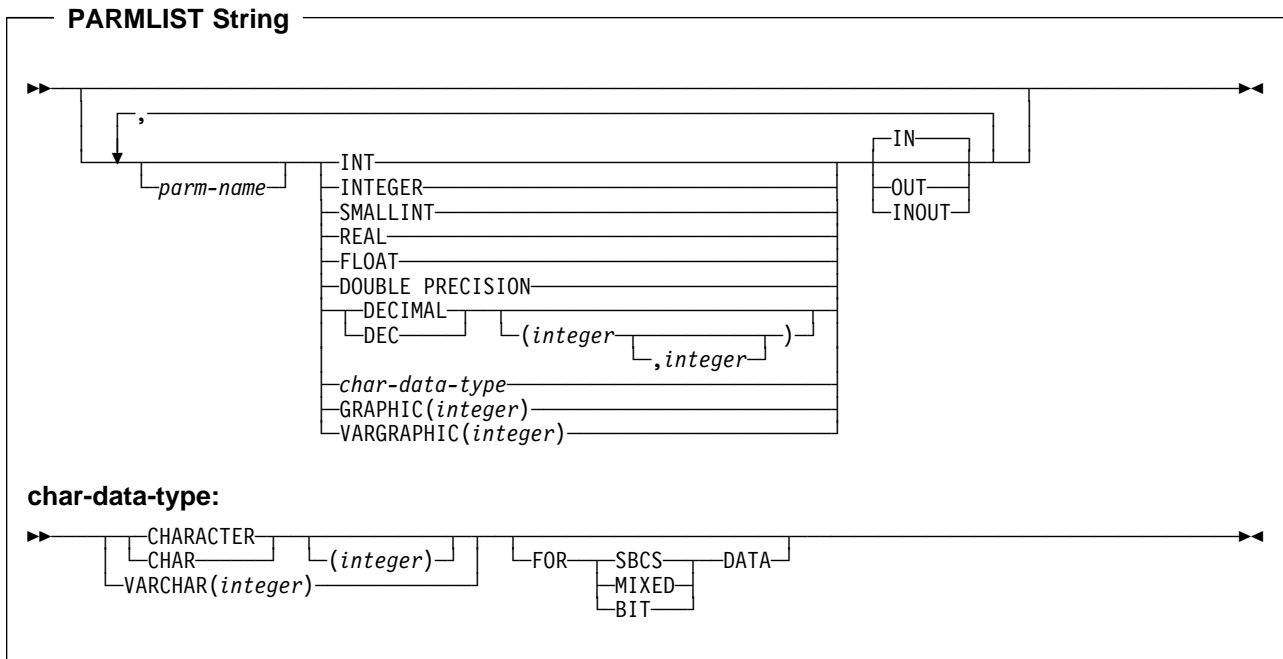 PARMLIST String
,
IN
INT
parm-name INTEGER OUT
SMALLINT INOUT
REAL
FLOAT
DOUBLE PRECISION
DECIMAL
DEC (integer )
,integer
char-data-type
GRAPHIC(integer)
VARGRAPHIC(integer)
char-data-type:
CHARACTER
CHAR (integer) FOR SBCS DATA
VARCHAR(integer) MIXED
BIT